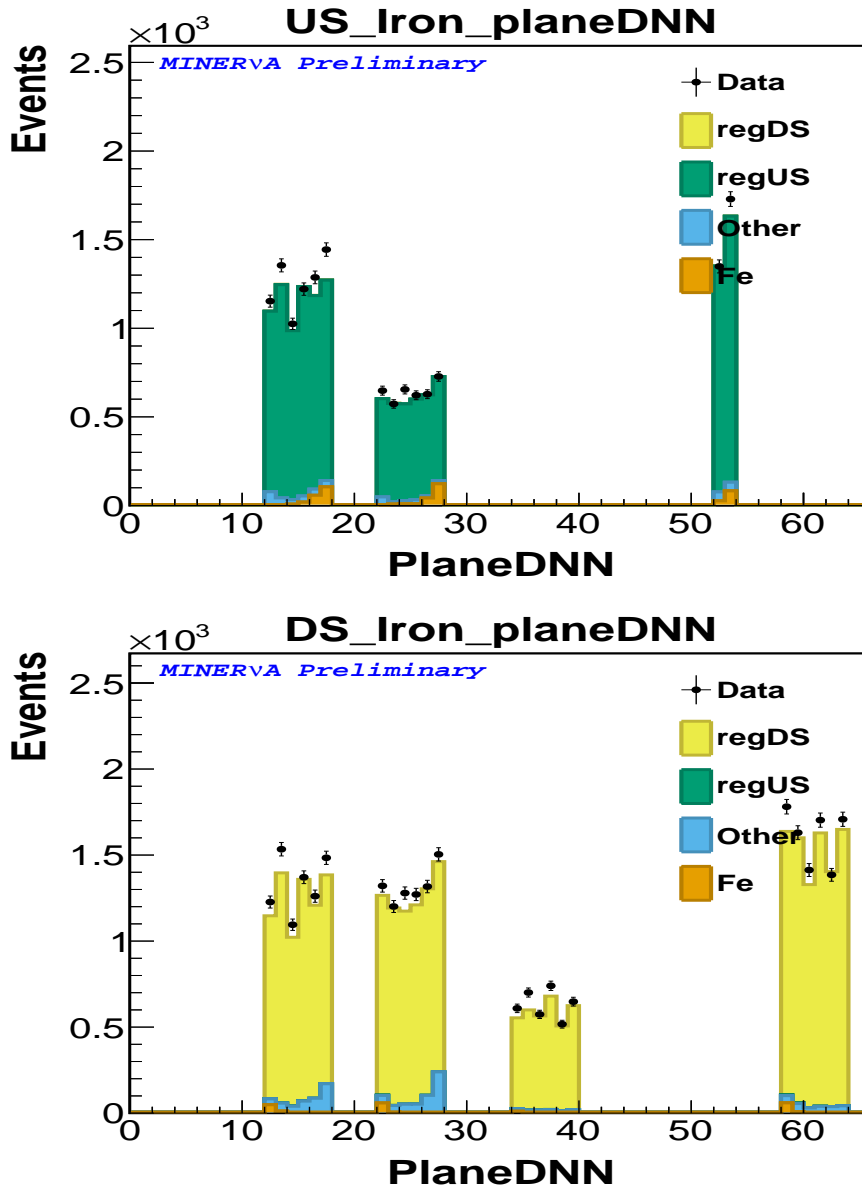 US_Iron_planeDNN
×10³
MINERνA Preliminary
Events
2.5
2
1.5
1
0.5
0
Data
regDS
regUS
Other
Fe
0 10 20 30 40 50 60
PlaneDNN
DS_Iron_planeDNN
×10³
MINERνA Preliminary
Events
2.5
2
1.5
1
0.5
0
Data
regDS
regUS
Other
Fe
0 10 20 30 40 50 60
PlaneDNN